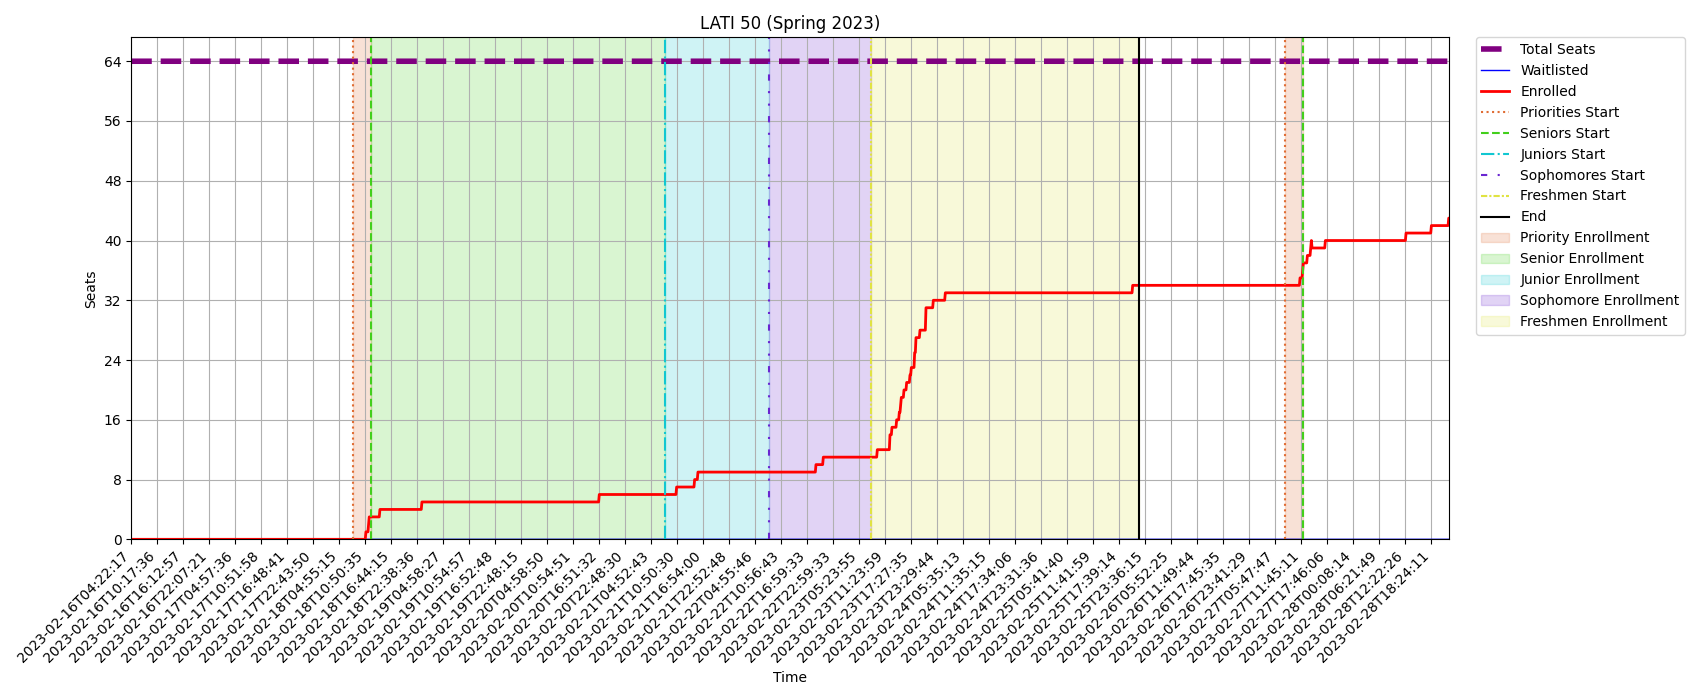 LATI 50 (Spring 2023)
Seats
64
56
48
40
32
24
16
8
0
2023-02-16T04:22:17
2023-02-16T10:17:36
2023-02-16T16:12:57
2023-02-16T22:07:21
2023-02-17T04:57:36
2023-02-17T10:51:58
2023-02-17T16:48:41
2023-02-17T22:43:50
2023-02-18T04:55:15
2023-02-18T10:50:35
2023-02-18T16:44:15
2023-02-18T22:38:36
2023-02-19T04:58:27
2023-02-19T10:54:57
2023-02-19T16:52:48
2023-02-19T22:48:15
2023-02-20T04:58:50
2023-02-20T10:54:51
2023-02-20T16:51:32
2023-02-20T22:48:30
2023-02-21T04:52:43
2023-02-21T10:50:30
2023-02-21T16:54:00
2023-02-21T22:52:48
2023-02-22T04:55:46
2023-02-22T10:56:43
2023-02-22T16:59:33
2023-02-22T22:59:33
2023-02-23T05:23:55
2023-02-23T11:23:59
2023-02-23T17:27:35
2023-02-23T23:29:44
2023-02-24T05:35:13
2023-02-24T11:35:15
2023-02-24T17:34:06
2023-02-24T23:31:36
2023-02-25T05:41:40
2023-02-25T11:41:59
2023-02-25T17:39:14
2023-02-25T23:36:15
2023-02-26T05:52:25
2023-02-26T11:49:44
2023-02-26T17:45:35
2023-02-26T23:41:29
2023-02-27T05:47:47
2023-02-27T11:45:11
2023-02-27T17:46:06
2023-02-28T00:08:14
2023-02-28T06:21:49
2023-02-28T12:22:26
2023-02-28T18:24:11
Time
Total Seats
Waitlisted
Enrolled
Priorities Start
Seniors Start
Juniors Start
Sophomores Start
Freshmen Start
End
Priority Enrollment
Senior Enrollment
Junior Enrollment
Sophomore Enrollment
Freshmen Enrollment